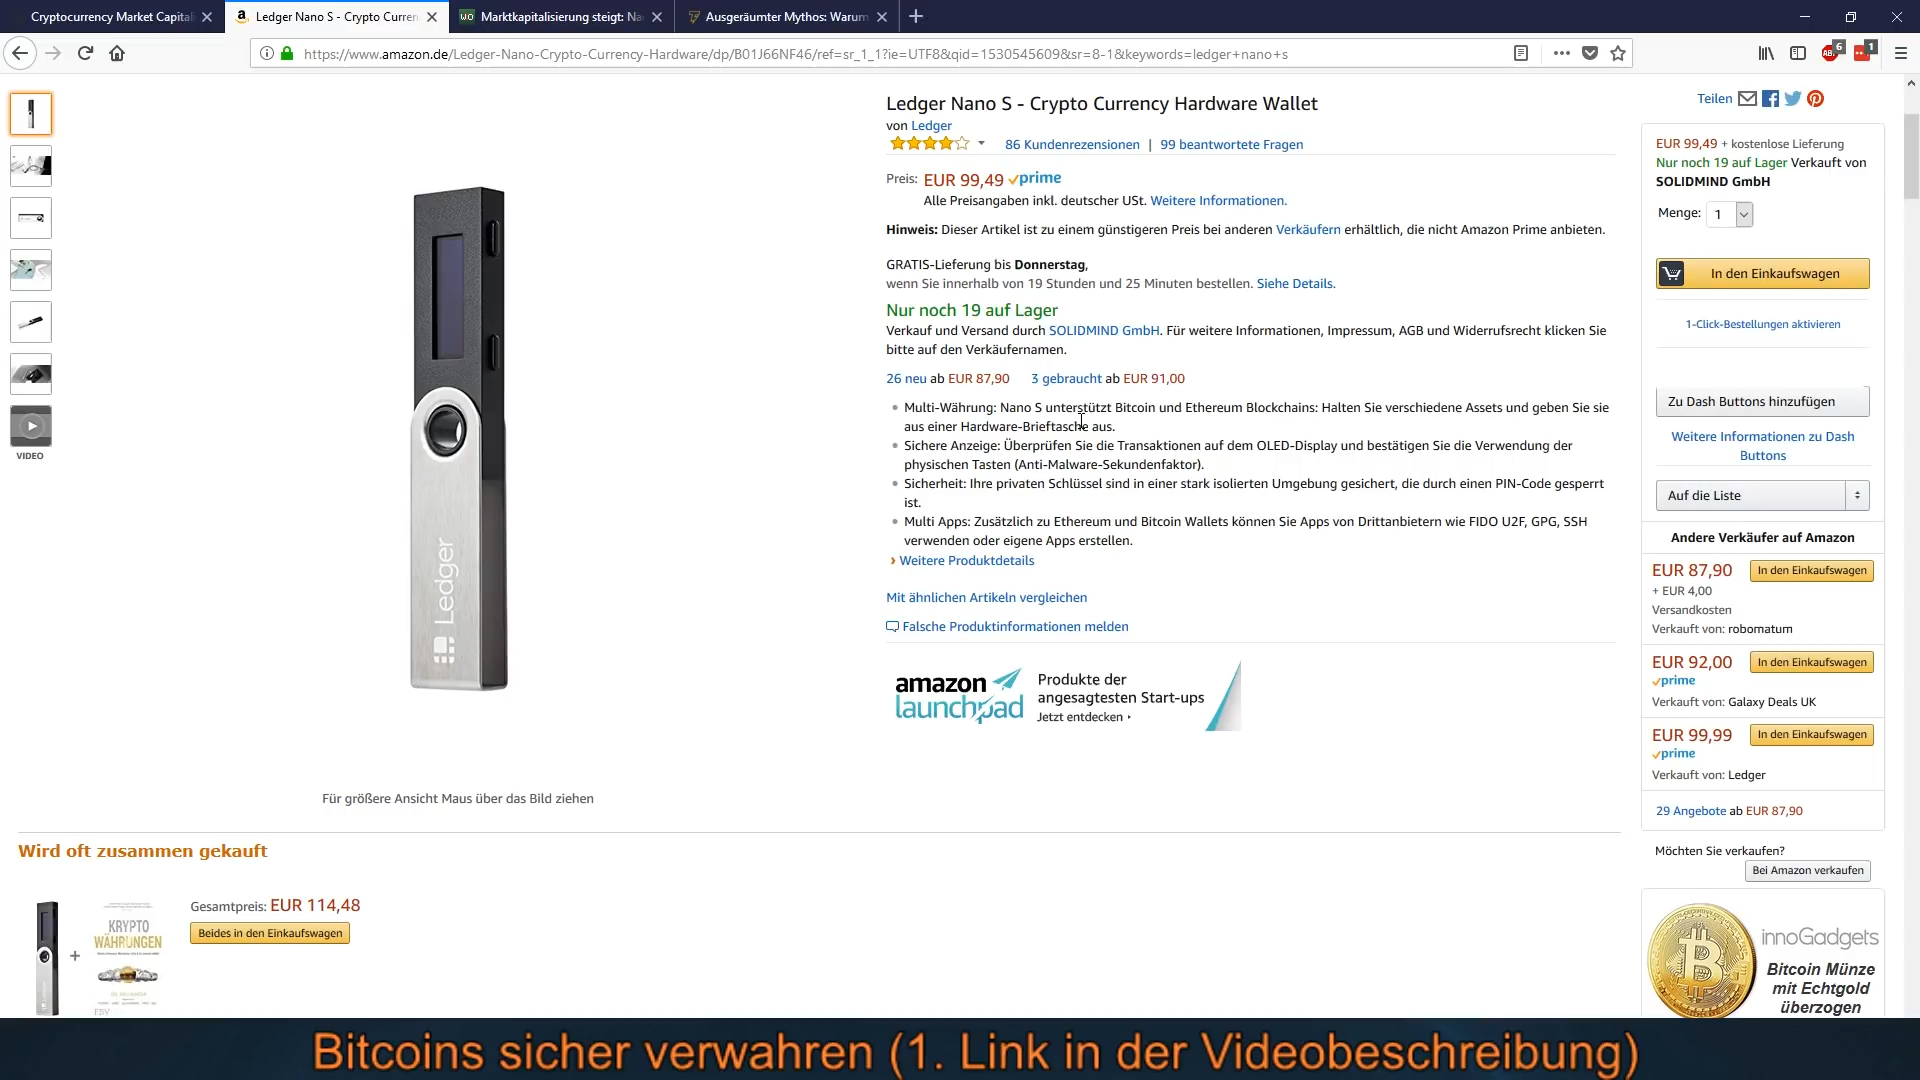 Cryptocurrency Market Capital
Ledger Nano S - Crypto Curren
Marktkapitalisierung steigt: Na
Ausgeräumter Mythos: Warum
https://www.amazon.de/Ledger-Nano-Crypto-Currency-Hardware/dp/B01J66NF46/ref=sr_1_1?ie=UTF8&qid=1530545609&sr=8-1&keywords=ledger+nano+s
6
1
VIDEO
Ledger
Für größere Ansicht Maus über das Bild ziehen
Ledger Nano S - Crypto Currency Hardware Wallet
von Ledger
86 Kundenrezensionen | 99 beantwortete Fragen
Preis: EUR 99,49 prime
Alle Preisangaben inkl. deutscher USt. Weitere Informationen.
Hinweis: Dieser Artikel ist zu einem günstigeren Preis bei anderen Verkäufern erhältlich, die nicht Amazon Prime anbieten.
GRATIS-Lieferung bis Donnerstag,
wenn Sie innerhalb von 19 Stunden und 25 Minuten bestellen. Siehe Details.
Nur noch 19 auf Lager
Verkauf und Versand durch SOLIDMIND GmbH. Für weitere Informationen, Impressum, AGB und Widerrufsrecht klicken Sie
bitte auf den Verkäufernamen.
26 neu ab EUR 87,90 3 gebraucht ab EUR 91,00
Multi-Währung: Nano S unterstützt Bitcoin und Ethereum Blockchains: Halten Sie verschiedene Assets und geben Sie sie
aus einer Hardware-Brieftasche aus.
Sichere Anzeige: Überprüfen Sie die Transaktionen auf dem OLED-Display und bestätigen Sie die Verwendung der
physischen Tasten (Anti-Malware-Sekundenfaktor).
Sicherheit: Ihre privaten Schlüssel sind in einer stark isolierten Umgebung gesichert, die durch einen PIN-Code gesperrt
ist.
Multi Apps: Zusätzlich zu Ethereum und Bitcoin Wallets können Sie Apps von Drittanbietern wie FIDO U2F, GPG, SSH
verwenden oder eigene Apps erstellen.
› Weitere Produktdetails
Mit ähnlichen Artikeln vergleichen
Falsche Produktinformationen melden
amazon
launchpad
Produkte der
angesagtesten Start-ups
Jetzt entdecken
Teilen
EUR 99,49 + kostenlose Lieferung
Nur noch 19 auf Lager Verkauft von
SOLIDMIND GmbH
Menge: 1
In den Einkaufswagen
1-Click-Bestellungen aktivieren
Zu Dash Buttons hinzufügen
Weitere Informationen zu Dash
Buttons
Auf die Liste
Andere Verkäufer auf Amazon
EUR 87,90 In den Einkaufswagen
+ EUR 4,00
Versandkosten
Verkauft von: robomatum
EUR 92,00 In den Einkaufswagen
prime
Verkauft von: Galaxy Deals UK
EUR 99,99 In den Einkaufswagen
prime
Verkauft von: Ledger
29 Angebote ab EUR 87,90
Möchten Sie verkaufen?
Bei Amazon verkaufen
innoGadgets
Bitcoin Münze
mit Echtgold
überzogen
Wird oft zusammen gekauft
KRYPTO
WÄHRUNGEN
FBV
+
Gesamtpreis: EUR 114,48
Beides in den Einkaufswagen
Bitcoins sicher verwahren (1. Link in der Videobeschreibung)